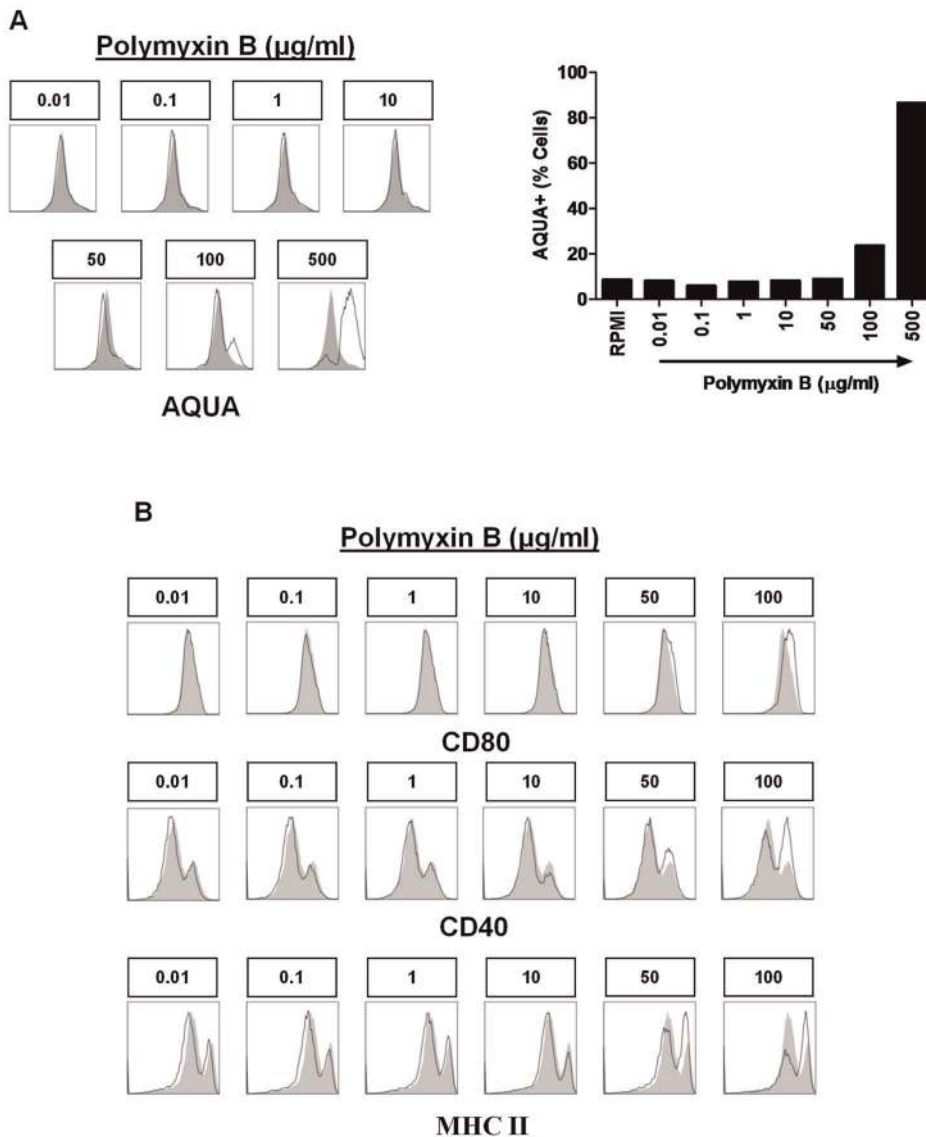 A
Polymyxin B (µg/ml)
0.01 0.1 1 10
50 100 500
AQUA
100
80
60
40
20
0
AQUA+ (% Cells)
RPMI 0.01 0.1 1 10 50 100 500
Polymyxin B (µg/ml)
B
Polymyxin B (µg/ml)
0.01 0.1 1 10 50 100
CD80
0.01 0.1 1 10 50 100
CD40
0.01 0.1 1 10 50 100
MHC II